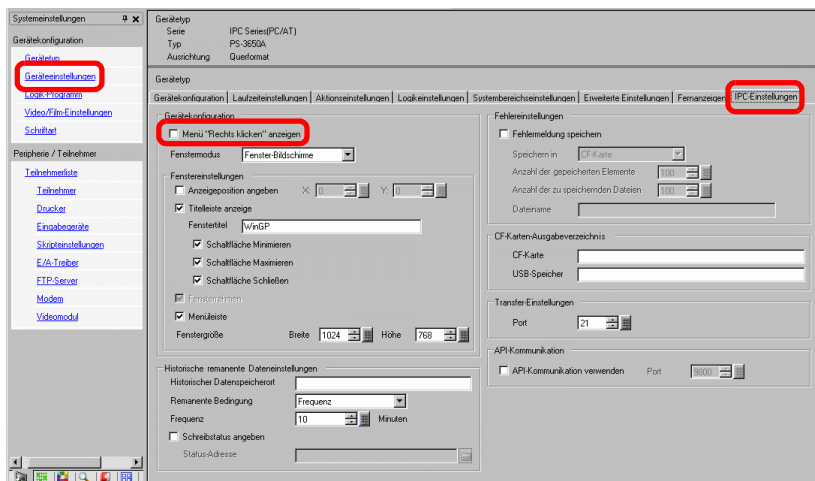 Systemeinstellungen
Gerätekonfiguration
Gerätetyp
Geräteeinstellungen
Logik-Programm
Video/Film-Einstellungen
Schriftart
Peripherie / Teilnehmer
Teilnehmerliste
Teilnehmer
Drucker
Eingabegeräte
Skripteinstellungen
E/A-Treiber
FTP-Server
Modem
Videomodul
Gerätetyp
Serie IPC Series(PC/AT)
Typ PS-3650A
Ausrichtung Querformat
Gerätetyp
Gerätekonfiguration Laufzeiteinstellungen Aktionseinstellungen Logikeinstellungen Systembereichseinstellungen Erweiterte Einstellungen Fernanzeigen IPC-Einstellungen
Gerätekonfiguration
Menü "Rechts klicken" anzeigen
Fenstermodus Fenster-Bildschirme
Fenstereinstellungen
Anzeigeposition angeben X: 0 Y: 0
Titelleiste anzeige
Fenstertitel WinGP
Schaltfläche Minimieren
Schaltfläche Maximieren
Schaltfläche Schließen
Fensterrahmen
Menüleiste
Fenstergröße Breite 1024 Höhe 768
Historische remanente Dateneinstellungen
Historischer Datenspeicherort
Remanente Bedingung Frequenz
Frequenz 10 Minuten
Schreibstatus angeben
Status-Adresse
Fehlereinstellungen
Fehlermeldung speichern
Speichern in CF-Karte
Anzahl der gepeicherten Elemente 100
Anzahl der zu speichernden Dateien 100
Dateiname
CF-Karten-Ausgabeverzeichnis
CF-Karte
USB-Speicher
Transfer-Einstellungen
Port 21
API-Kommunikation
API-Kommunikation verwenden Port 9800